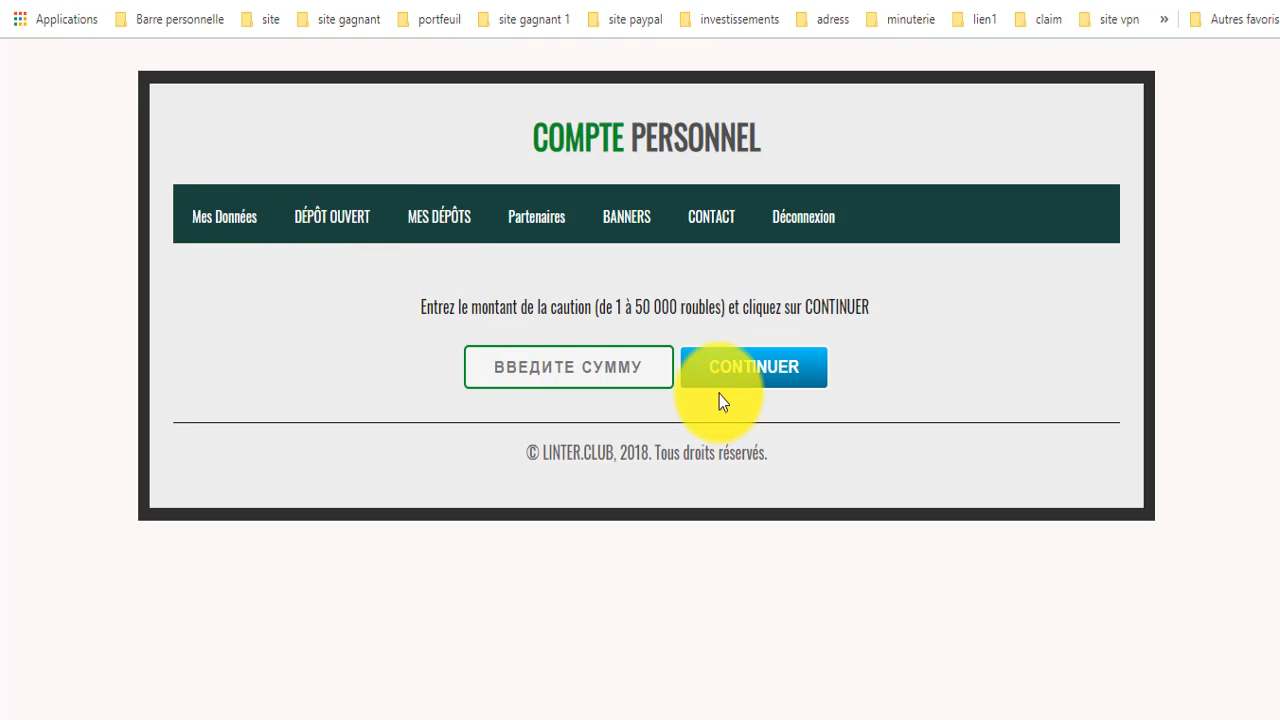 Applications Barre personnelle site site gagnant portfeuil site gagnant 1 site paypal investissements adress minuterie lien1 claim site vpn » Autres favoris
COMPTE PERSONNEL
Mes Données DÉPÔT OUVERT MES DÉPÔTS Partenaires BANNERS CONTACT Déconnexion
Entrez le montant de la caution (de 1 à 50 000 roubles) et cliquez sur CONTINUER
ВВЕДИТЕ СУММУ CONTINUER
© LINTER.CLUB, 2018. Tous droits réservés.